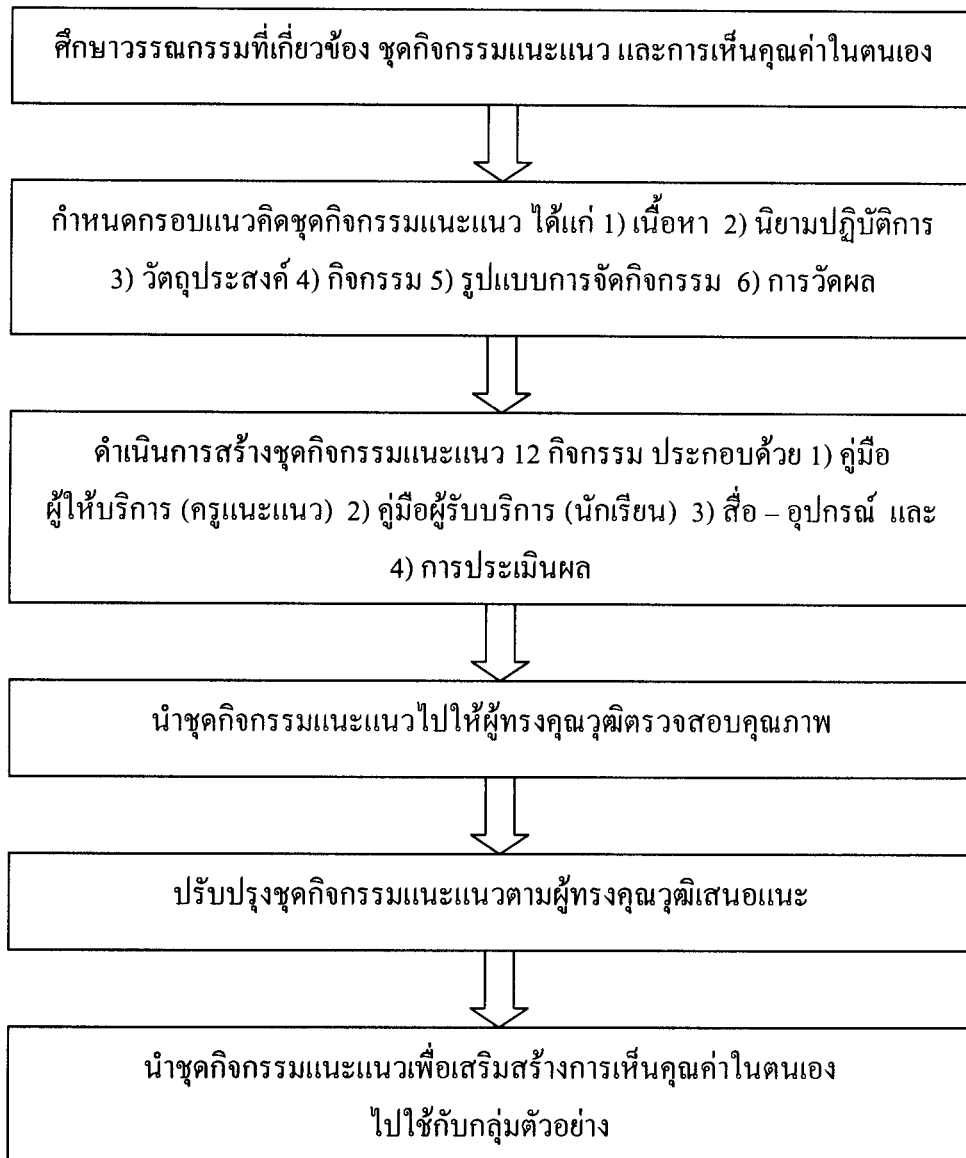 ศึกษาวรรณกรรมที่เกี่ยวข้อง ชุดกิจกรรมแนะแนว และการเห็นคุณค่าในตนเอง
กำหนดกรอบแนวคิดชุดกิจกรรมแนะแนว ได้แก่ 1) เนื้อหา 2) นิยามปฏิบัติการ
3) วัตถุประสงค์ 4) กิจกรรม 5) รูปแบบการจัดกิจกรรม 6) การวัดผล
ดำเนินการสร้างชุดกิจกรรมแนะแนว 12 กิจกรรม ประกอบด้วย 1) คู่มือ
ผู้ให้บริการ (ครูแนะแนว) 2) คู่มือผู้รับบริการ (นักเรียน) 3) สื่อ – อุปกรณ์ และ
4) การประเมินผล
นำชุดกิจกรรมแนะแนวไปให้ผู้ทรงคุณวุฒิตรวจสอบคุณภาพ
ปรับปรุงชุดกิจกรรมแนะแนวตามผู้ทรงคุณวุฒิเสนอแนะ
นำชุดกิจกรรมแนะแนวเพื่อเสริมสร้างการเห็นคุณค่าในตนเอง
ไปใช้กับกลุ่มตัวอย่าง